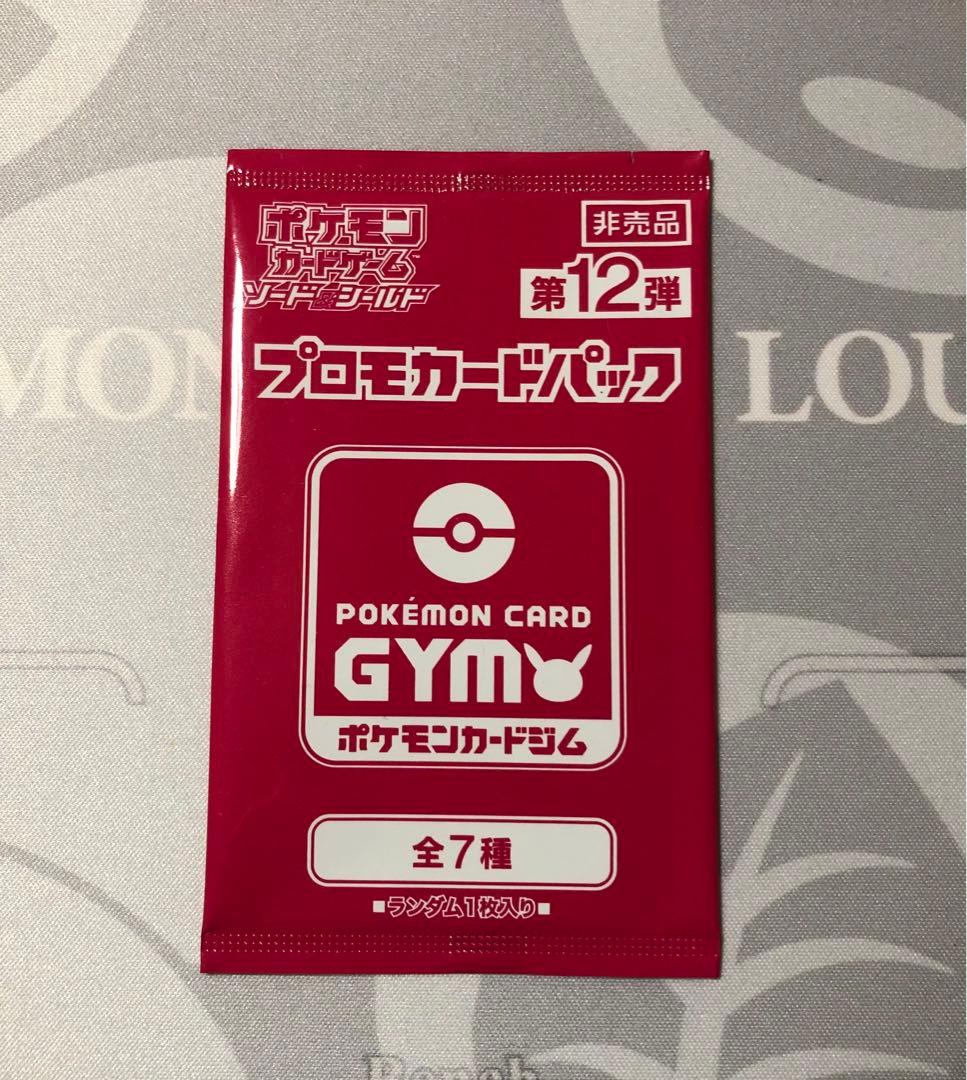 ポケモン
カードゲーム
ソード&シールド
非売品
第12弾
プロモカードパック
POKÉMON CARD
GYM
ポケモンカードジム
全7種
■ランダム1枚入り■
MON
LOU